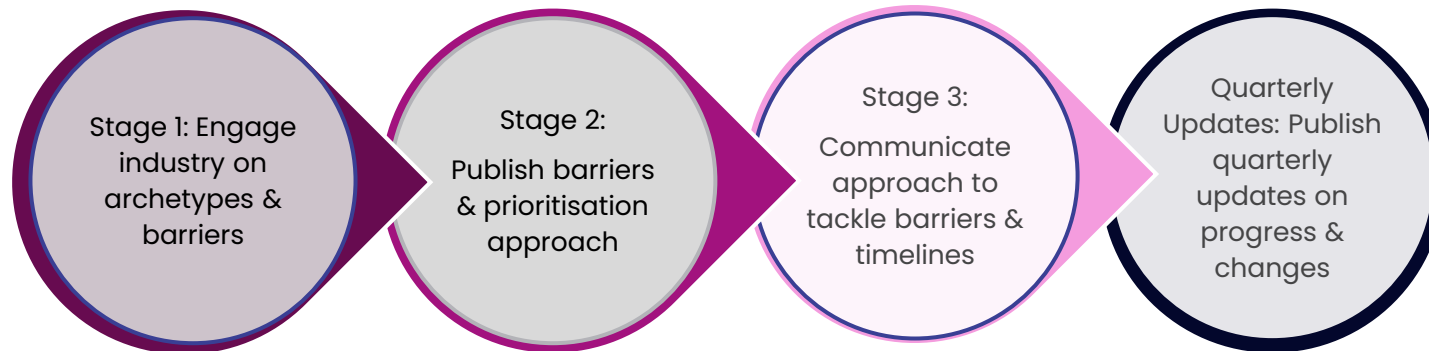 Stage 1: Engage
industry on
archetypes &
barriers
Stage 2:
Publish barriers
& prioritisation
approach
Stage 3:
Communicate
approach to
tackle barriers &
timelines
Quarterly
Updates: Publish
quarterly
updates on
progress &
changes